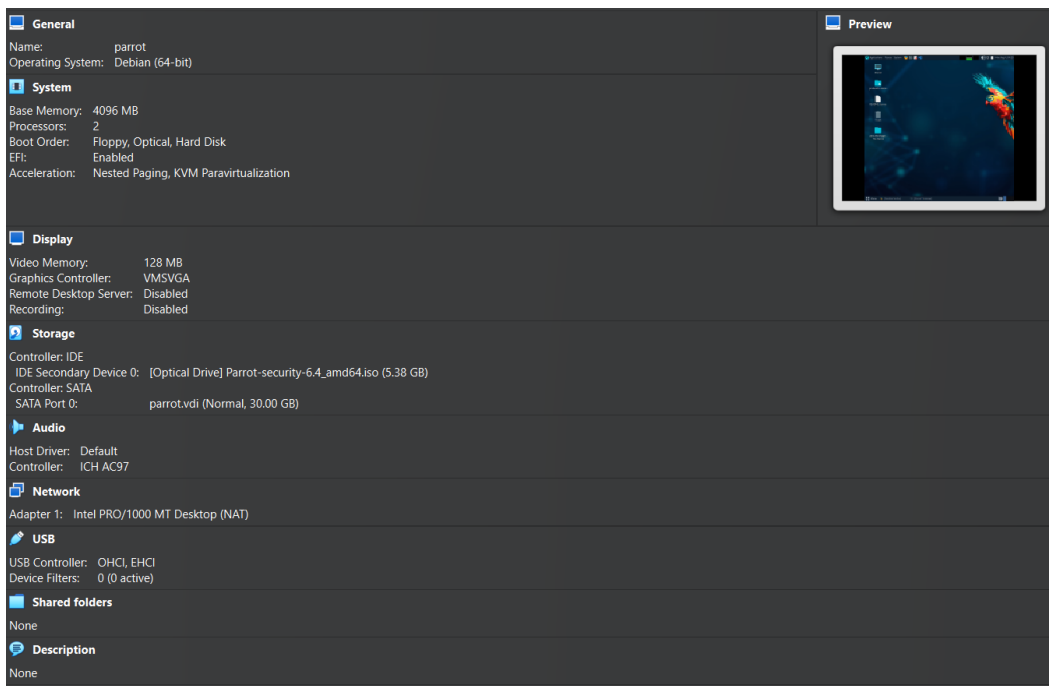 General
Name: parrot
Operating System: Debian (64-bit)
System
Base Memory: 4096 MB
Processors: 2
Boot Order: Floppy, Optical, Hard Disk
EFI: Enabled
Acceleration: Nested Paging, KVM Paravirtualization
Preview
Display
Video Memory: 128 MB
Graphics Controller: VMSVGA
Remote Desktop Server: Disabled
Recording: Disabled
Storage
Controller: IDE
IDE Secondary Device 0: [Optical Drive] Parrot-security-6.4_amd64.iso (5.38 GB)
Controller: SATA
SATA Port 0: parrot.vdi (Normal, 30.00 GB)
Audio
Host Driver: Default
Controller: ICH AC97
Network
Adapter 1: Intel PRO/1000 MT Desktop (NAT)
USB
USB Controller: OHCI, EHCI
Device Filters: 0 (0 active)
Shared folders
None
Description
None